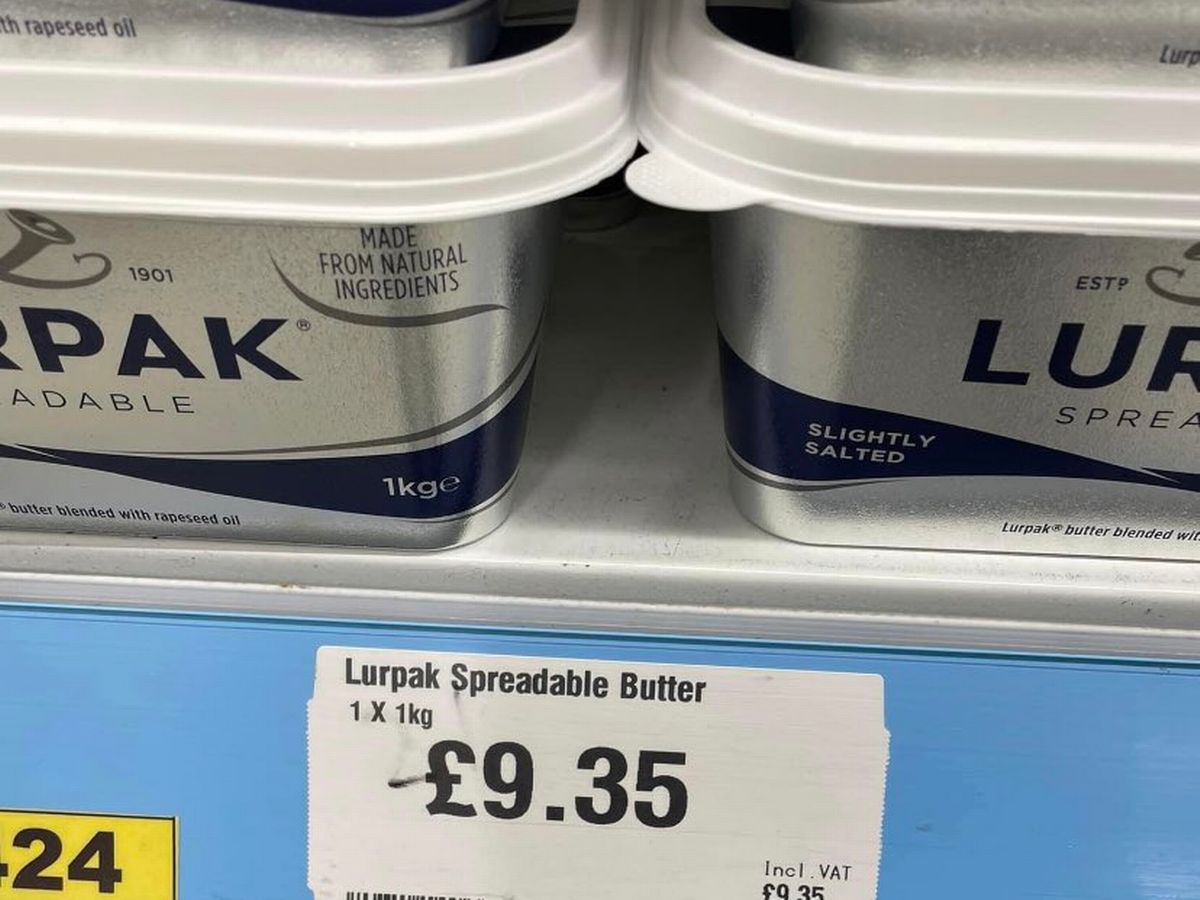 th rapeseed oil
Lurp
1901
MADE
FROM NATURAL
INGREDIENTS
RPAK®
ADABLE
1kg℮
® butter blended with rapeseed oil
ESTD
LUR
SPREA
SLIGHTLY
SALTED
Lurpak® butter blended wit
Lurpak Spreadable Butter
1 X 1kg
£9.35
Incl.VAT
£9.35
424